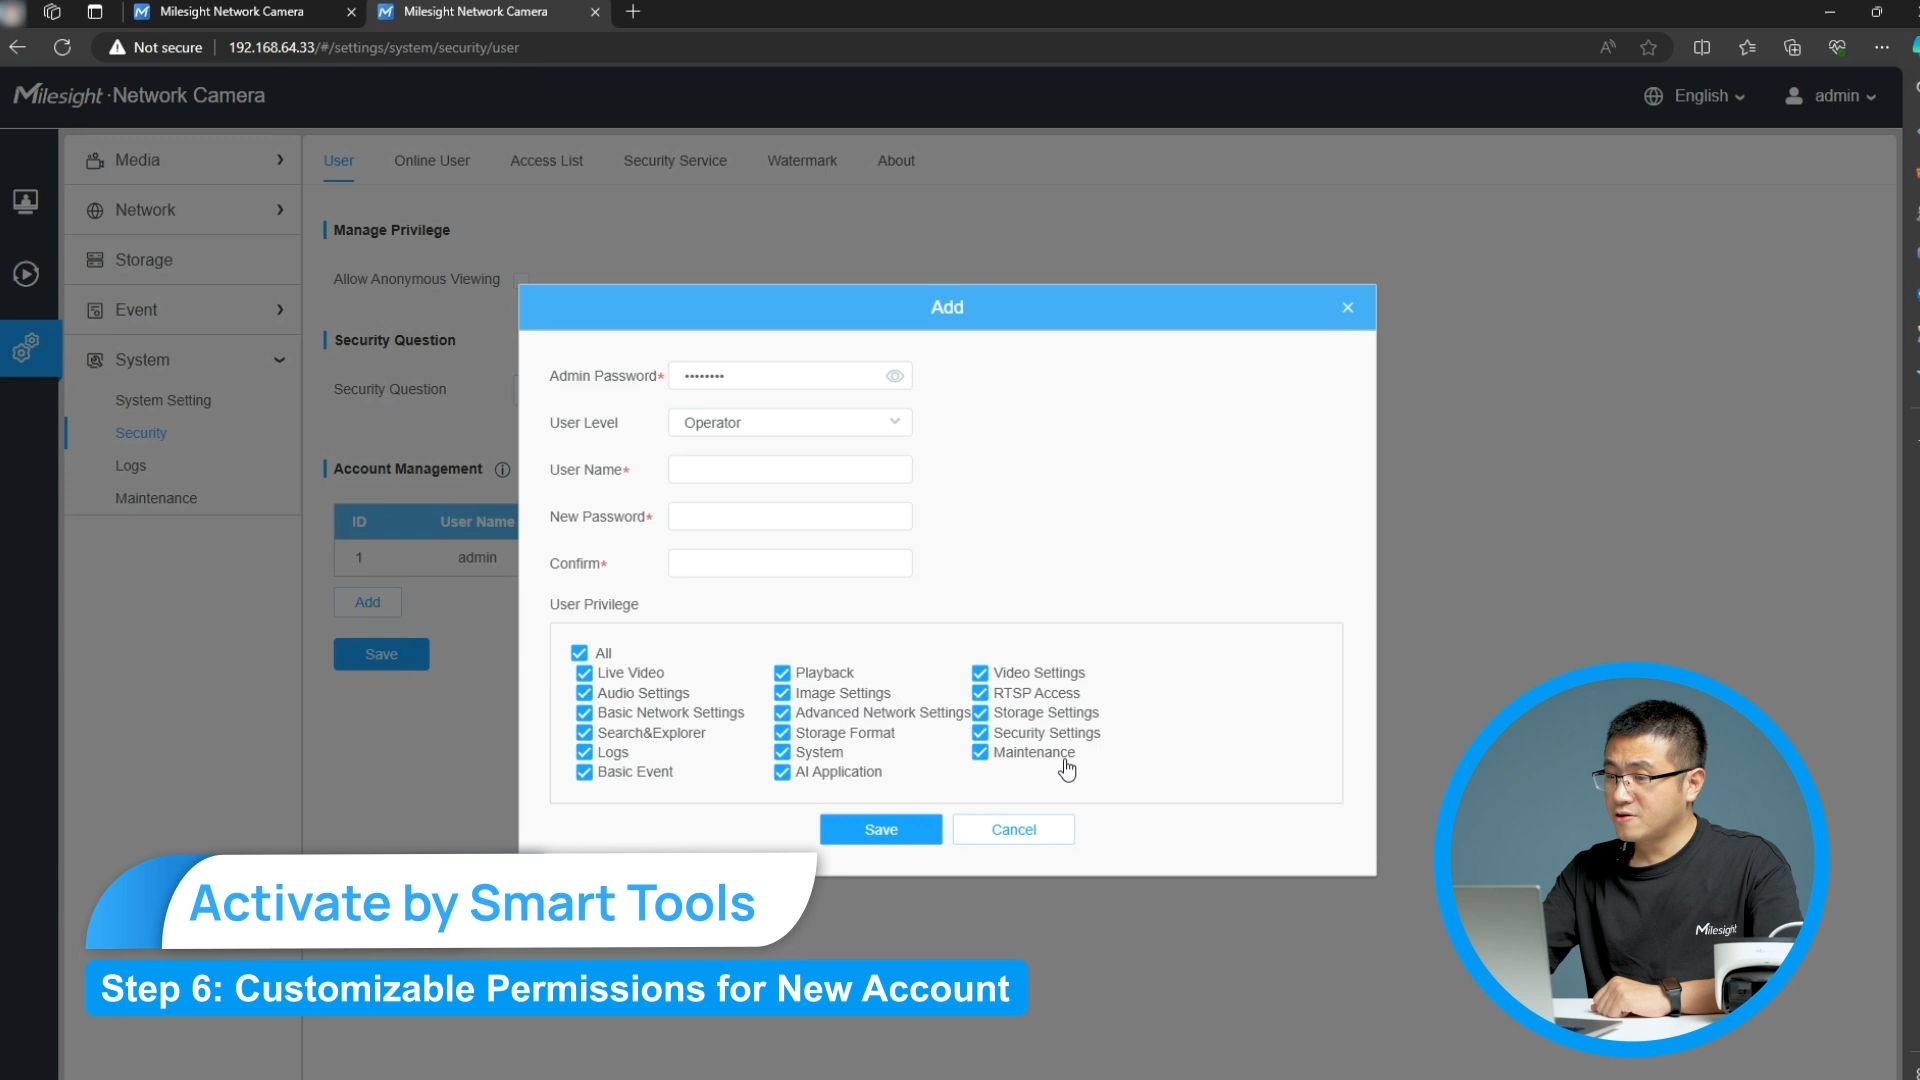 Milesight Network Camera
Milesight Network Camera
Not secure
192.168.64.33/#/settings/system/security/user
Milesight·Network Camera
English
admin
Media
Network
Storage
Event
System
System Setting
Security
Logs
Maintenance
User
Online User
Access List
Security Service
Watermark
About
Manage Privilege
Allow Anonymous Viewing
Security Question
Security Question
Account Management
ID
User Name
1
admin
Add
Save
Add
Admin Password*
••••••••
User Level
Operator
User Name*
New Password*
Confirm*
User Privilege
All
Live Video
Playback
Video Settings
Audio Settings
Image Settings
RTSP Access
Basic Network Settings
Advanced Network Settings
Storage Settings
Search&Explorer
Storage Format
Security Settings
Logs
System
Maintenance
Basic Event
AI Application
Save
Cancel
Activate by Smart Tools
Step 6: Customizable Permissions for New Account
Milesight